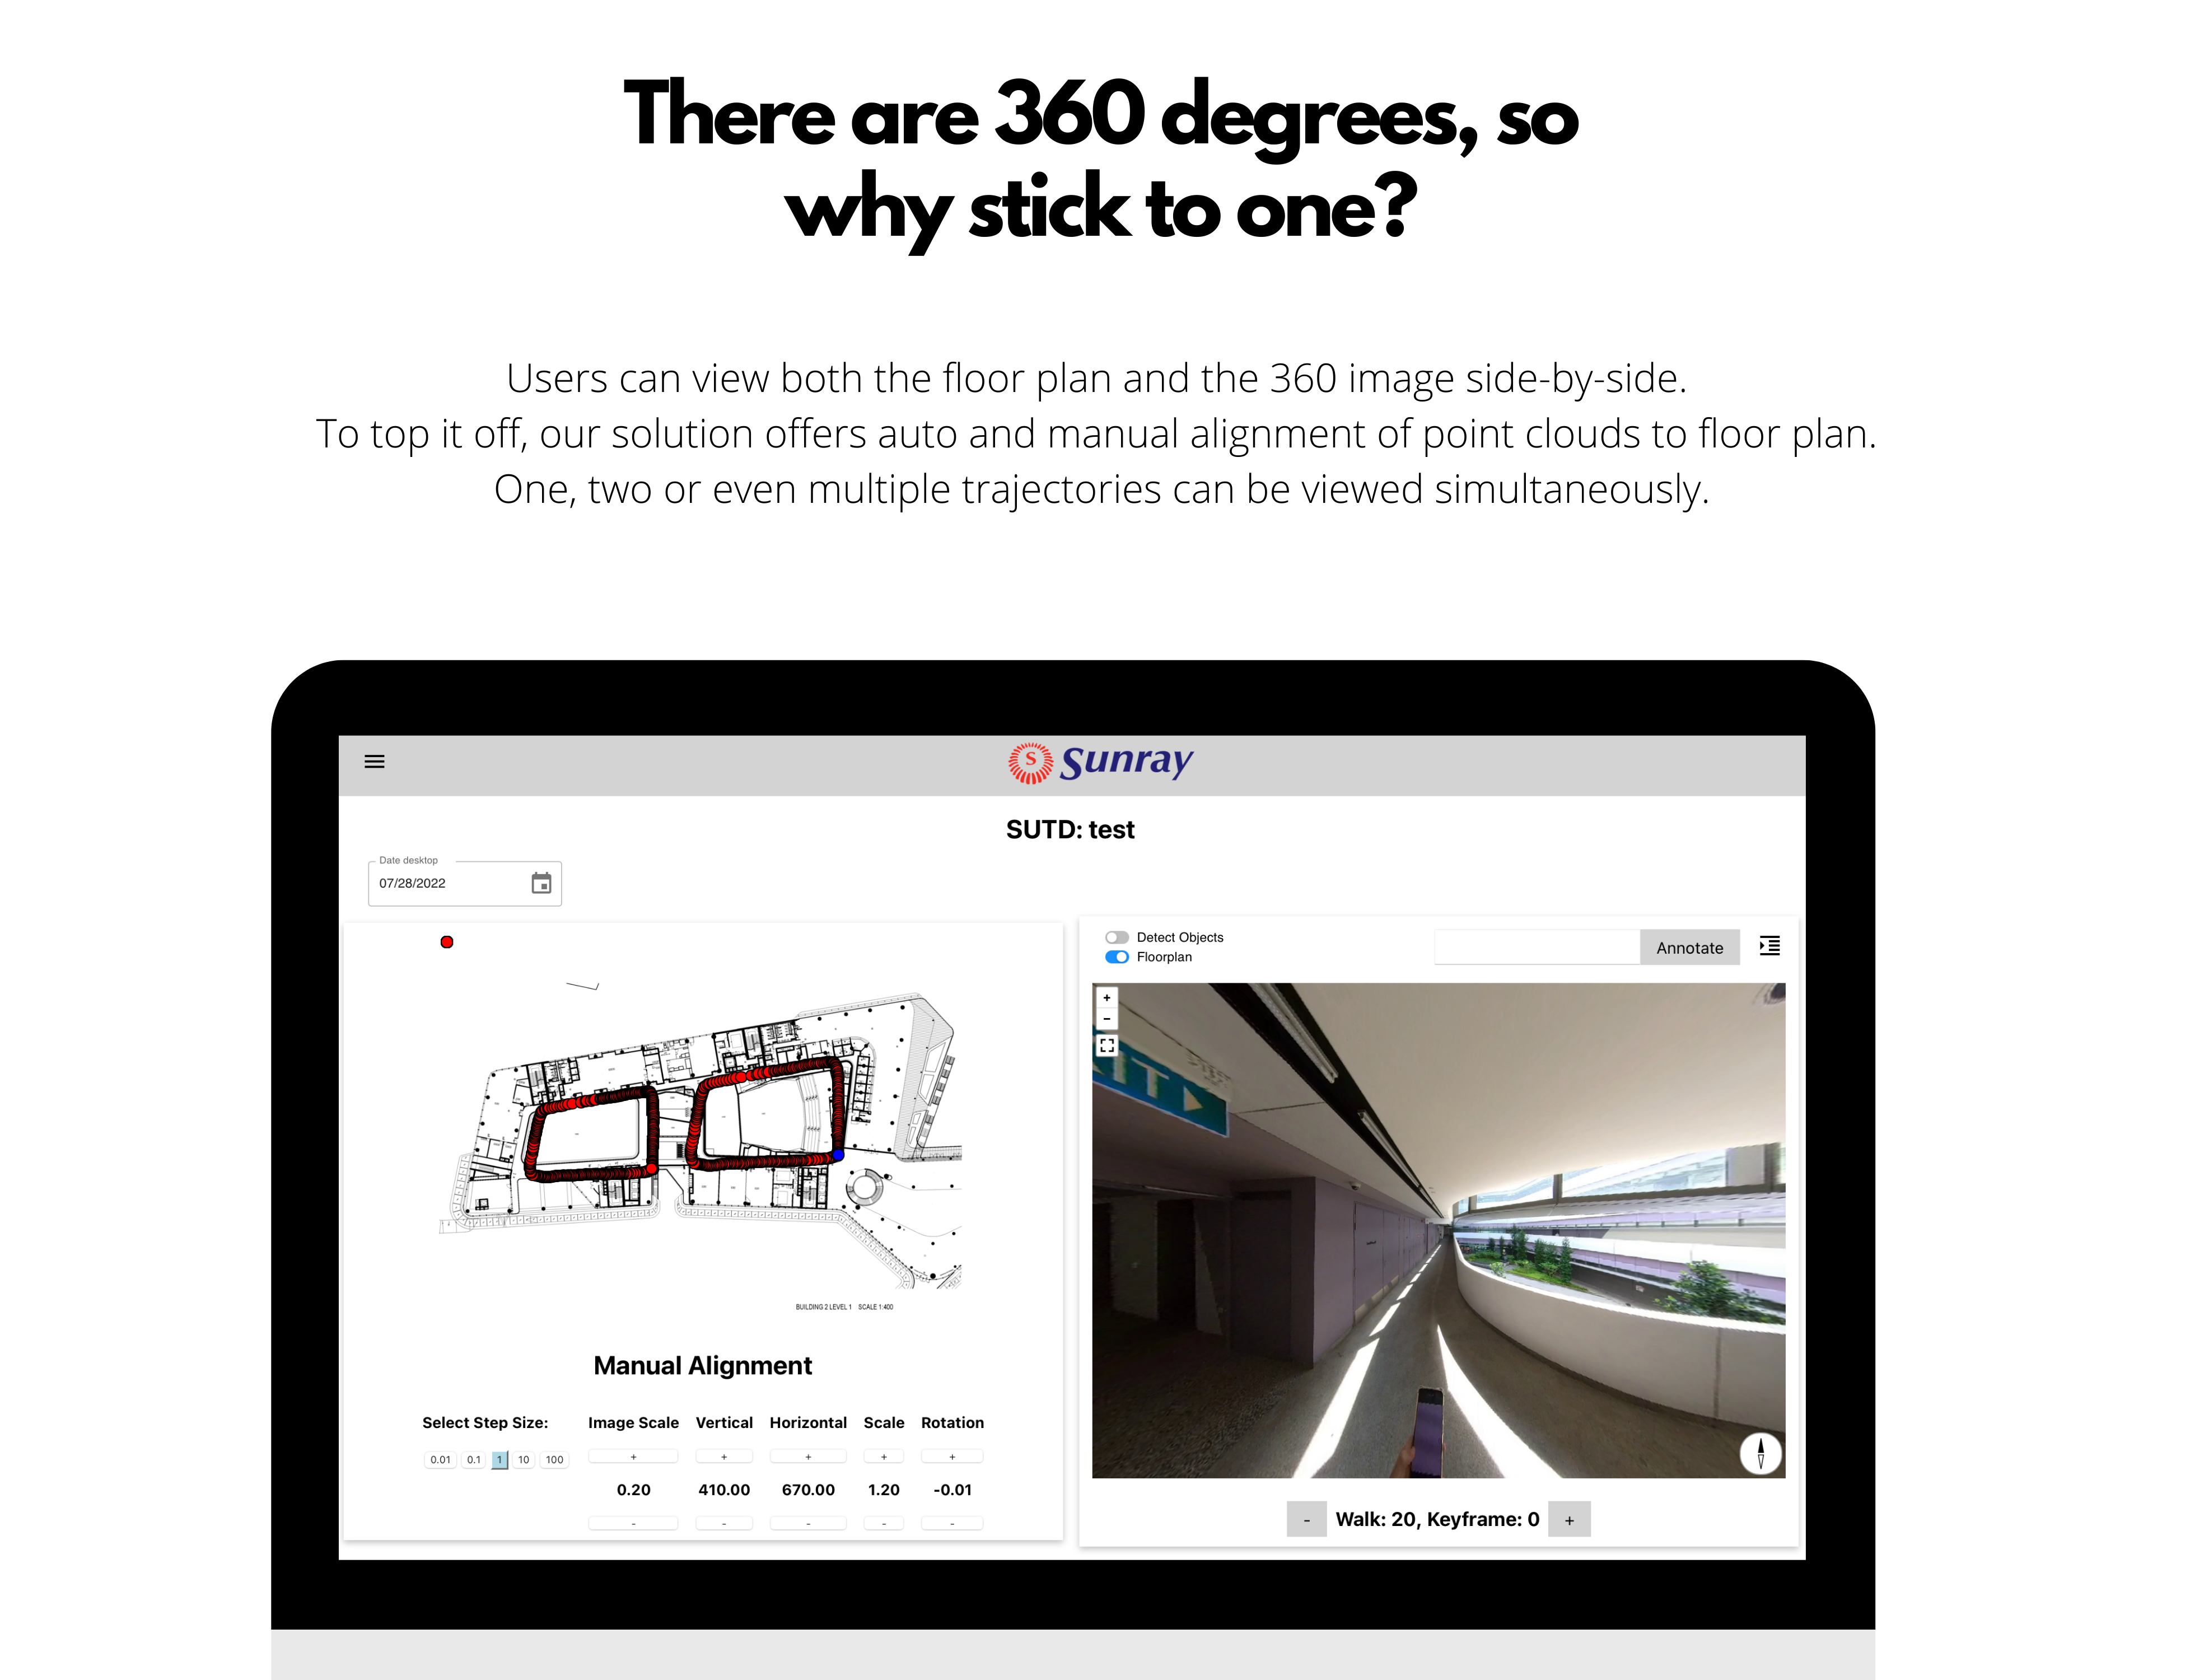 There are 360 degrees, so
why stick to one?
Users can view both the floor plan and the 360 image side-by-side.
To top it off, our solution offers auto and manual alignment of point clouds to floor plan.
One, two or even multiple trajectories can be viewed simultaneously.
S Sunray
SUTD: test
Date desktop
07/28/2022
BUILDING 2 LEVEL 1 SCALE 1:400
Manual Alignment
Select Step Size: Image Scale Vertical Horizontal Scale Rotation
0.01 0.1 1 10 100 + + + + +
0.20 410.00 670.00 1.20 -0.01
- - - - -
Detect Objects
Floorplan
Annotate
+
-
- Walk: 20, Keyframe: 0 +